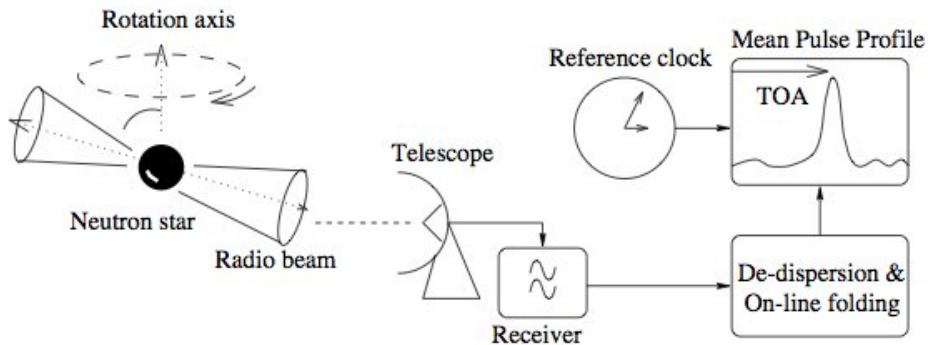 Rotation axis
Neutron star
Radio beam
Telescope
Receiver
Reference clock
Mean Pulse Profile
TOA
De-dispersion &
On-line folding